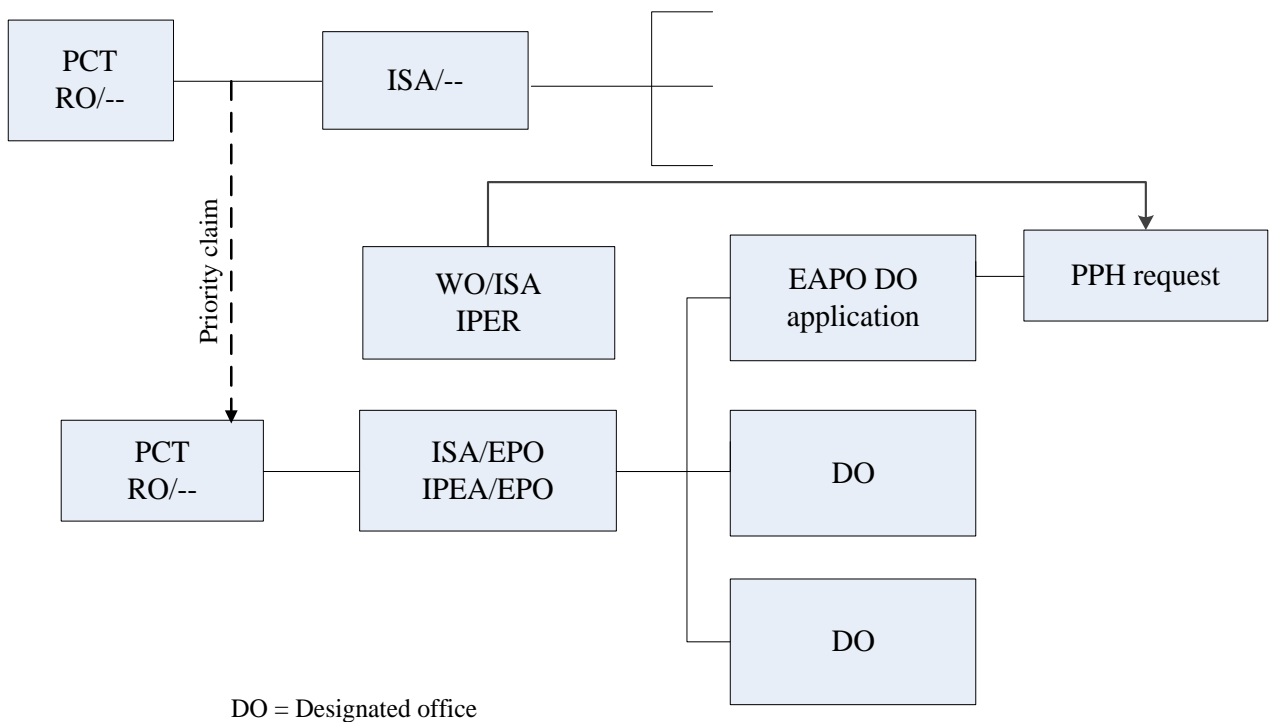 PCT
RO/--
ISA/--
Priority claim
WO/ISA
IPER
EAPO DO
application
PPH request
PCT
RO/--
ISA/EPO
IPEA/EPO
DO
DO
DO = Designated office